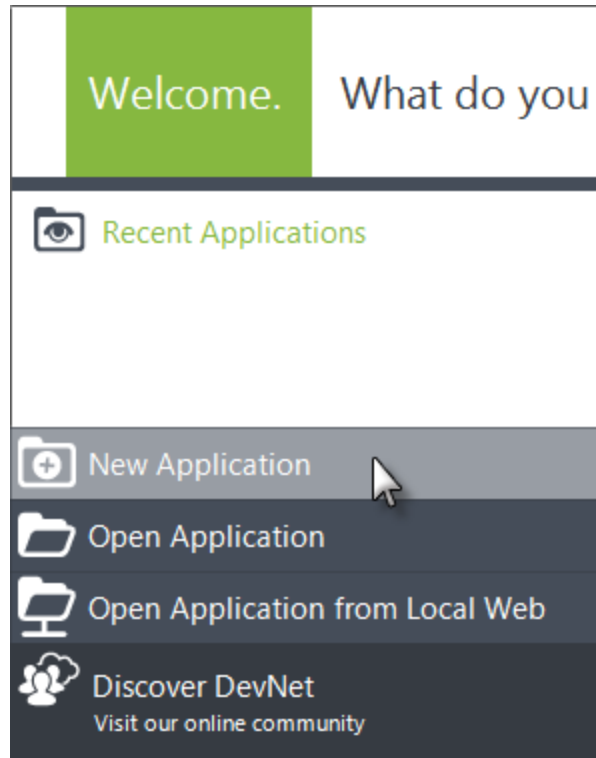 Welcome. What do you
Recent Applications
New Application
Open Application
Open Application from Local Web
Discover DevNet
Visit our online community